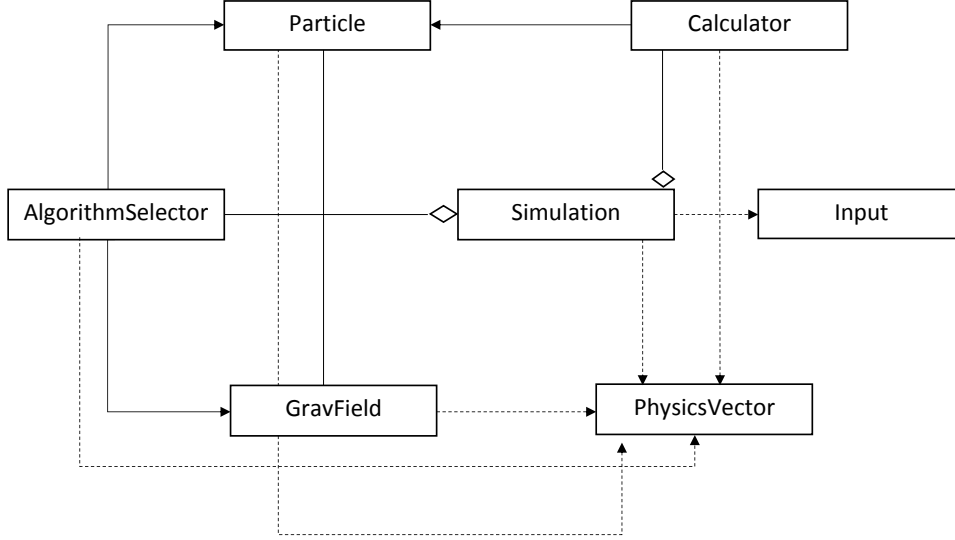 Particle
Calculator
AlgorithmSelector
Simulation
Input
GravField
PhysicsVector